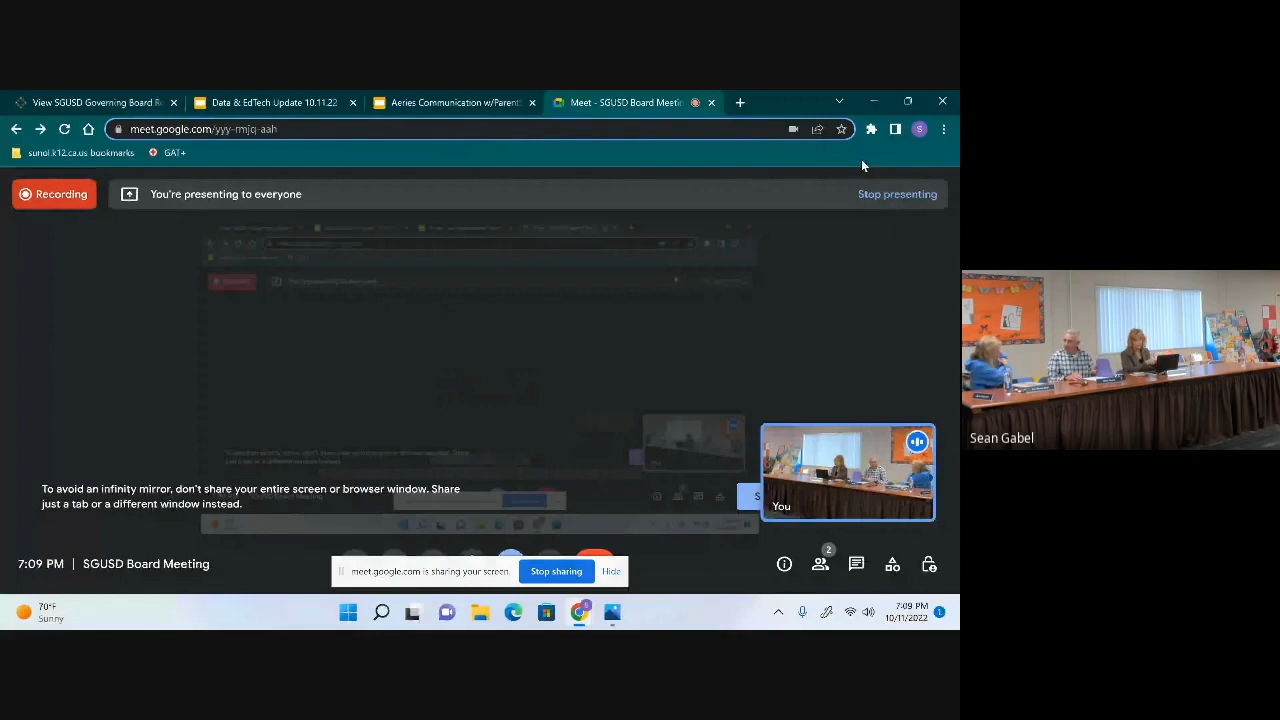 View SGUSD Governing Board Re
Data & EdTech Update 10.11.22
Aeries Communication w/Parent
Meet - SGUSD Board Meetin
meet.google.com/yyy-rmjq-aah
S
sunol.k12.ca.us bookmarks
GAT+
Recording
You're presenting to everyone
Stop presenting
To avoid an infinity mirror, don't share your entire screen or browser window. Share
just a tab or a different window instead.
S
You
Sean Gabel
7:09 PM | SGUSD Board Meeting
meet.google.com is sharing your screen.
Stop sharing
Hide
2
70°F
Sunny
7:09 PM
10/11/2022
1